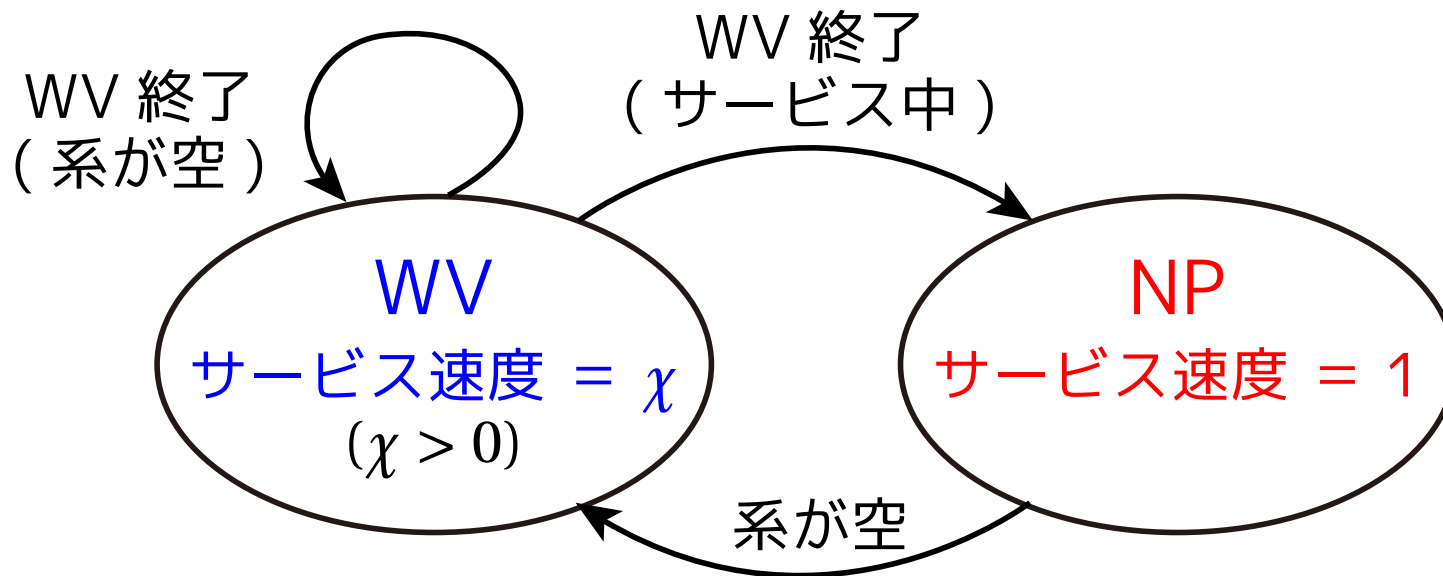 WV 終了
( 系が空 )
WV 終了
( サービス中 )
WV
サービス速度 = χ
(χ > 0)
NP
サービス速度 = 1
系が空